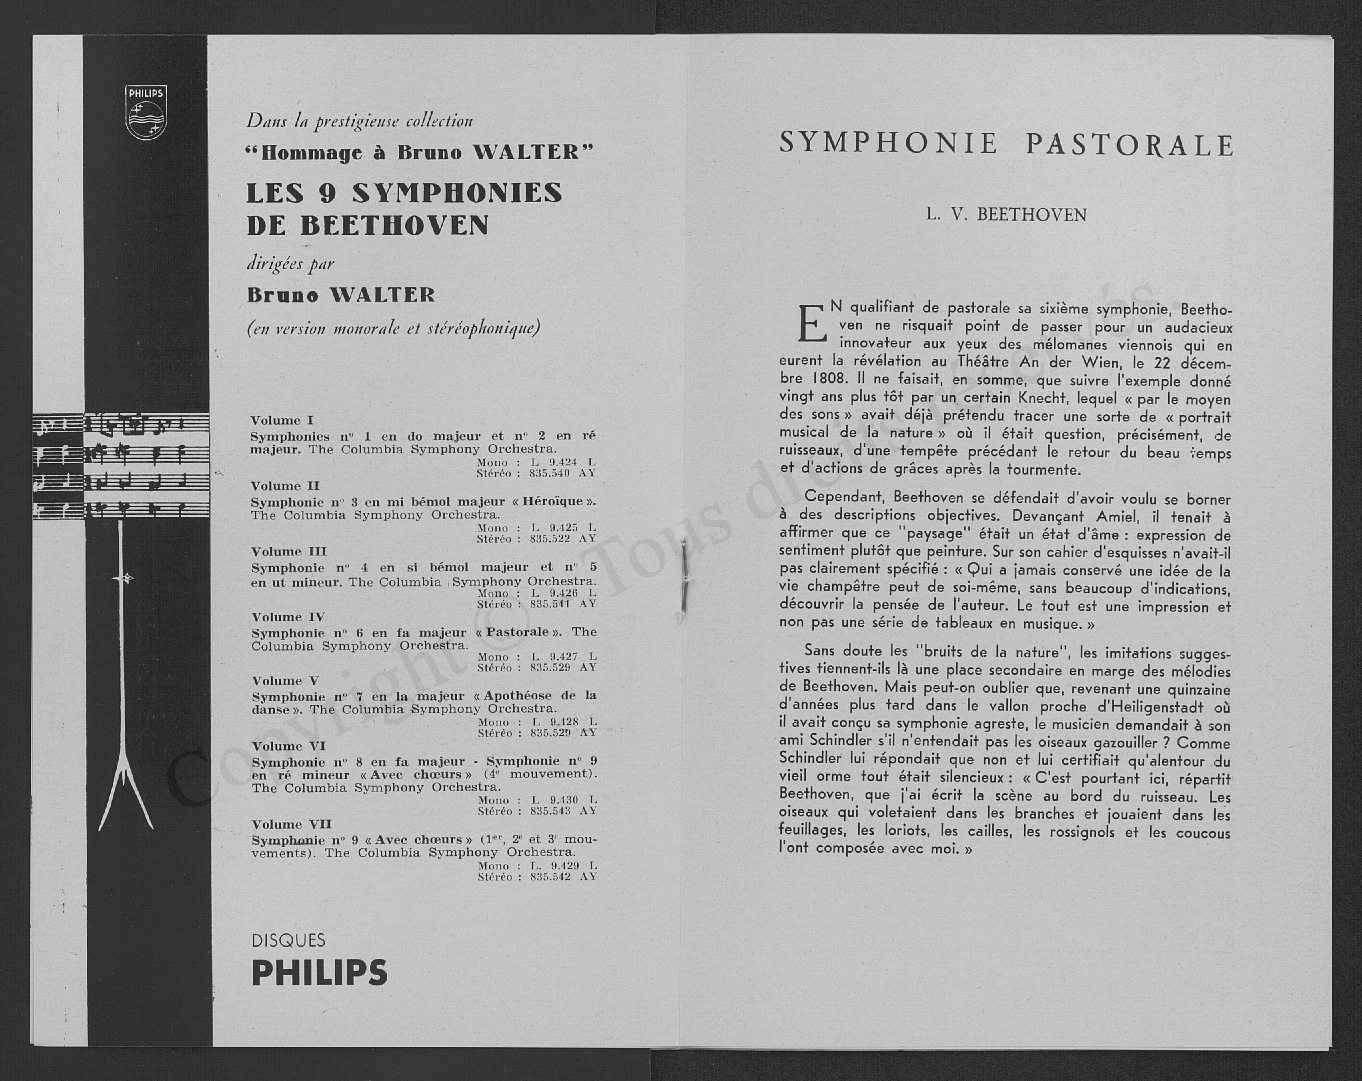 PHILIPS
Dans la prestigieuse collection
“Hommage à Bruno WALTER”
LES 9 SYMPHONIES
DE BEETHOVEN
dirigées par
Bruno WALTER
(en version monorale et stéréophonique)
Volume I
Symphonies n° 1 en do majeur et n° 2 en ré
majeur. The Columbia Symphony Orchestra.
Mono : L 9.424 L
Stéréo : 835.540 AY
Volume II
Symphonie n° 3 en mi bémol majeur « Héroïque ».
The Columbia Symphony Orchestra.
Mono : L 9.425 L
Stéréo : 835.522 AY
Volume III
Symphonie n° 4 en si bémol majeur et n° 5
en ut mineur. The Columbia Symphony Orchestra.
Mono : L 9.426 L
Stéréo : 835.541 AY
Volume IV
Symphonie n° 6 en fa majeur « Pastorale ». The
Columbia Symphony Orchestra.
Mono : L 9.427 L
Stéréo : 835.529 AY
Volume V
Symphonie n° 7 en la majeur « Apothéose de la
danse ». The Columbia Symphony Orchestra.
Mono : L 9.428 L
Stéréo : 835.529 AY
Volume VI
Symphonie n° 8 en fa majeur - Symphonie n° 9
en ré mineur « Avec chœurs » (4e mouvement).
The Columbia Symphony Orchestra.
Mono : L 9.430 L
Stéréo : 835.543 AY
Volume VII
Symphonie n° 9 « Avec chœurs » (1er, 2e et 3e mou-
vements). The Columbia Symphony Orchestra.
Mono : L. 9.429 L
Stéréo : 835.542 AY
DISQUES
PHILIPS
SYMPHONIE PASTORALE
L. V. BEETHOVEN
EN qualifiant de pastorale sa sixième symphonie, Beetho-
ven ne risquait point de passer pour un audacieux
innovateur aux yeux des mélomanes viennois qui en
eurent la révélation au Théâtre An der Wien, le 22 décem-
bre 1808. Il ne faisait, en somme, que suivre l'exemple donné
vingt ans plus tôt par un certain Knecht, lequel « par le moyen
des sons » avait déjà prétendu tracer une sorte de « portrait
musical de la nature » où il était question, précisément, de
ruisseaux, d'une tempête précédant le retour du beau temps
et d'actions de grâces après la tourmente.
Cependant, Beethoven se défendait d'avoir voulu se borner
à des descriptions objectives. Devançant Amiel, il tenait à
affirmer que ce "paysage" était un état d'âme : expression de
sentiment plutôt que peinture. Sur son cahier d'esquisses n'avait-il
pas clairement spécifié : « Qui a jamais conservé une idée de la
vie champêtre peut de soi-même, sans beaucoup d'indications,
découvrir la pensée de l'auteur. Le tout est une impression et
non pas une série de tableaux en musique. »
Sans doute les "bruits de la nature", les imitations sugges-
tives tiennent-ils là une place secondaire en marge des mélodies
de Beethoven. Mais peut-on oublier que, revenant une quinzaine
d'années plus tard dans le vallon proche d'Heiligenstadt où
il avait conçu sa symphonie agreste, le musicien demandait à son
ami Schindler s'il n'entendait pas les oiseaux gazouiller ? Comme
Schindler lui répondait que non et lui certifiait qu'alentour du
vieil orme tout était silencieux : « C'est pourtant ici, répartit
Beethoven, que j'ai écrit la scène au bord du ruisseau. Les
oiseaux qui voletaient dans les branches et jouaient dans les
feuillages, les loriots, les cailles, les rossignols et les coucous
l'ont composée avec moi. »
Copyright © Tous droits réservés.